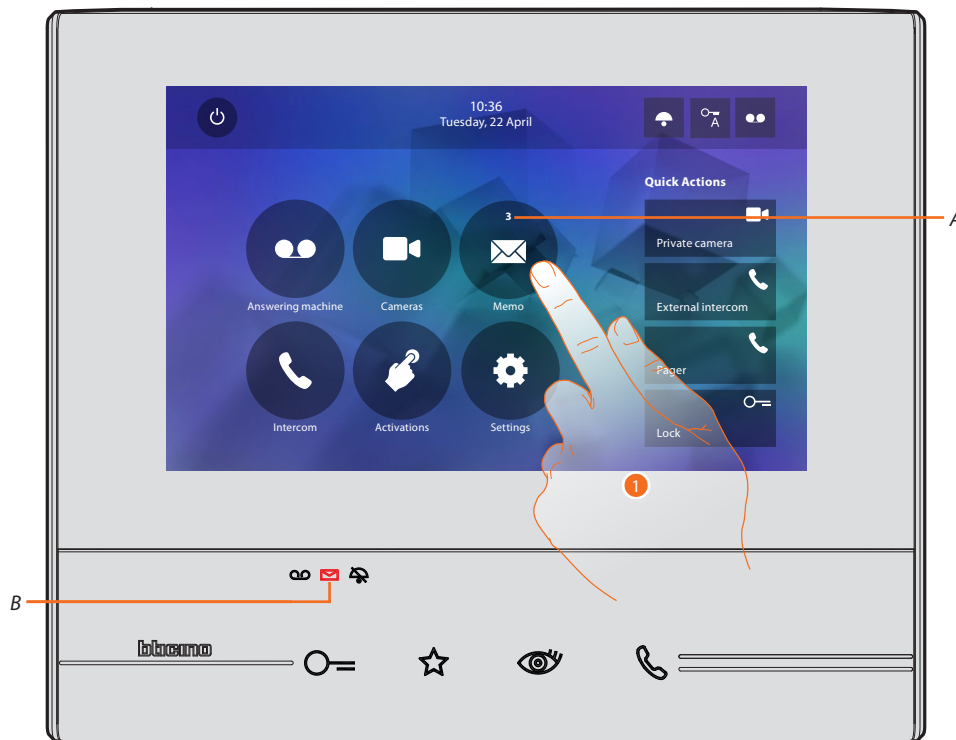 10:36
Tuesday, 22 April
A
Quick Actions
3
A
Private camera
Answering machine
Cameras
Memo
External intercom
Pager
Intercom
Activations
Settings
Lock
1
B
bticino